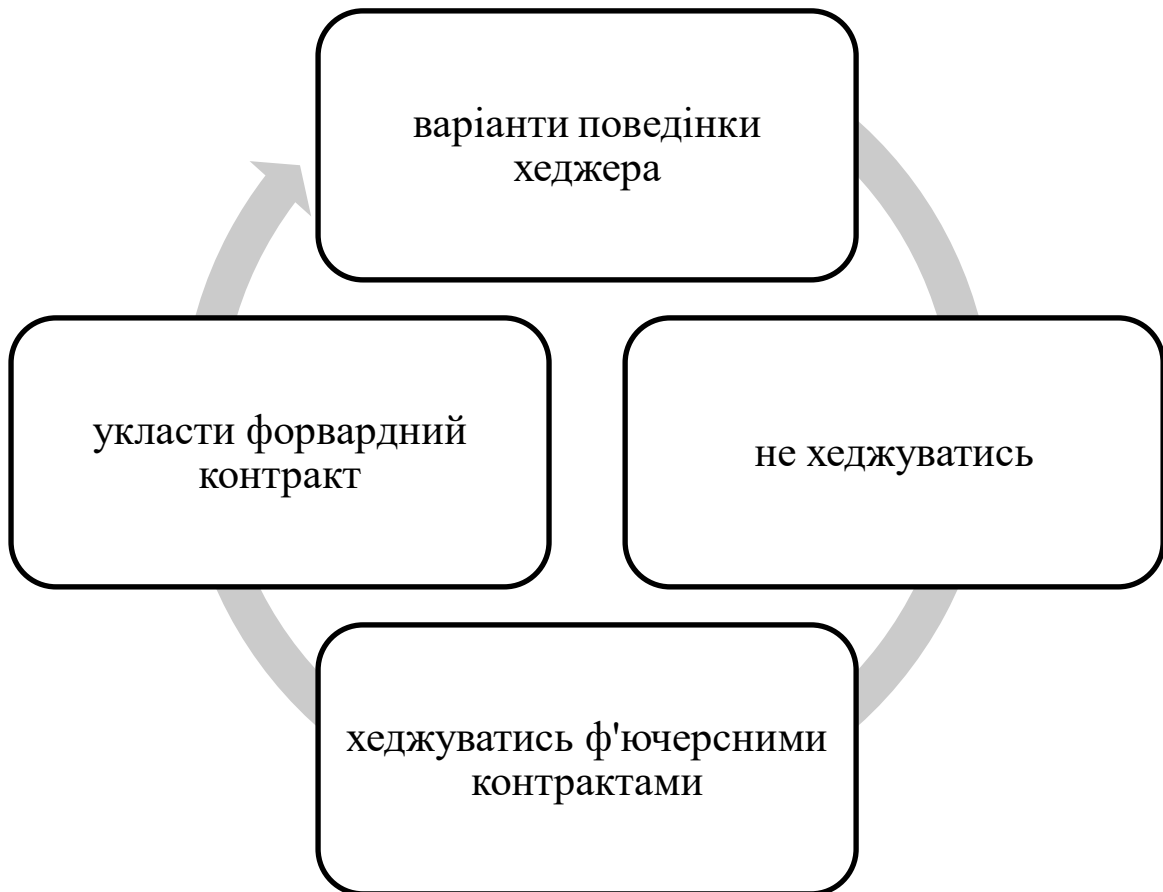 варіанти поведінки
хеджера
не хеджуватись
хеджуватись ф'ючерсними
контрактами
укласти форвардний
контракт